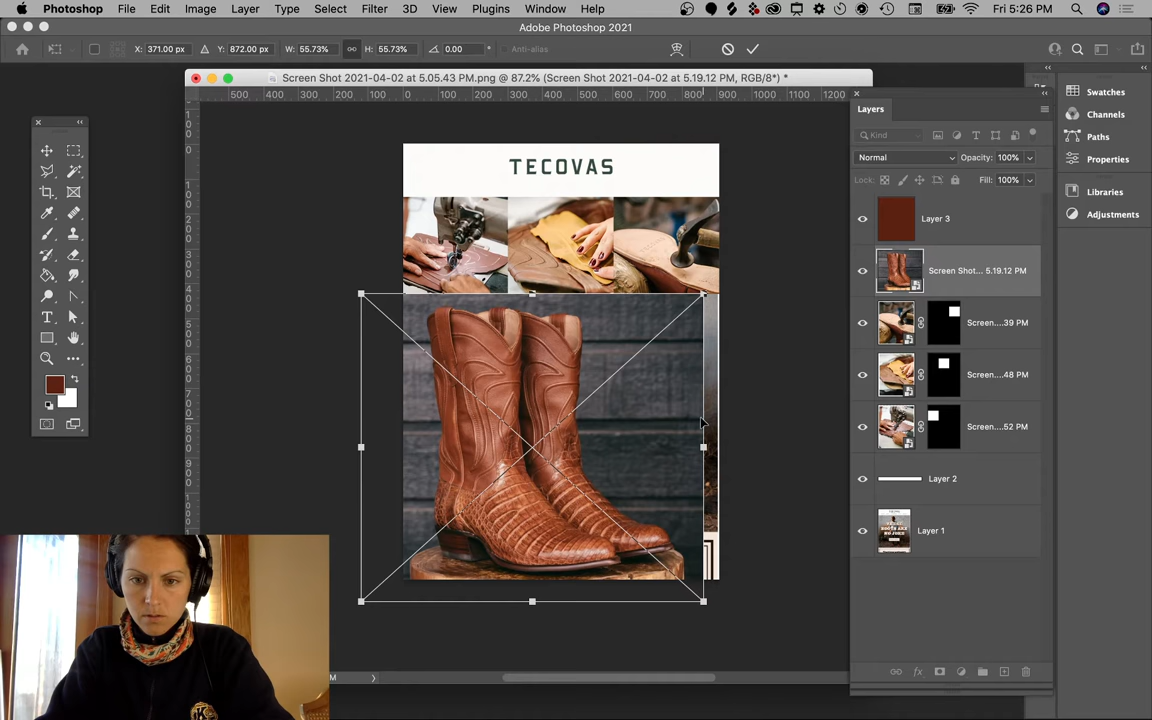 Photoshop File Edit Image Layer Type Select Filter 3D View Plugins Window Help Fri 5:26 PM
Adobe Photoshop 2021
X: 371.00 px Y: 872.00 px W: 55.73% H: 55.73% 0.00 ° Anti-alias
Screen Shot 2021-04-02 at 5.05.43 PM.png @ 87.2% (Screen Shot 2021-04-02 at 5.19.12 PM, RGB/8*) *
500 400 300 200 100 0 100 200 300 400 500 600 700 800 900 1000 1100 1200
TECOVAS
Layers
Kind
Normal Opacity: 100%
Lock: Fill: 100%
Layer 3
Screen Shot... 5.19.12 PM
Screen....39 PM
Screen....48 PM
Screen....52 PM
Layer 2
Layer 1
Swatches
Channels
Paths
Properties
Libraries
Adjustments